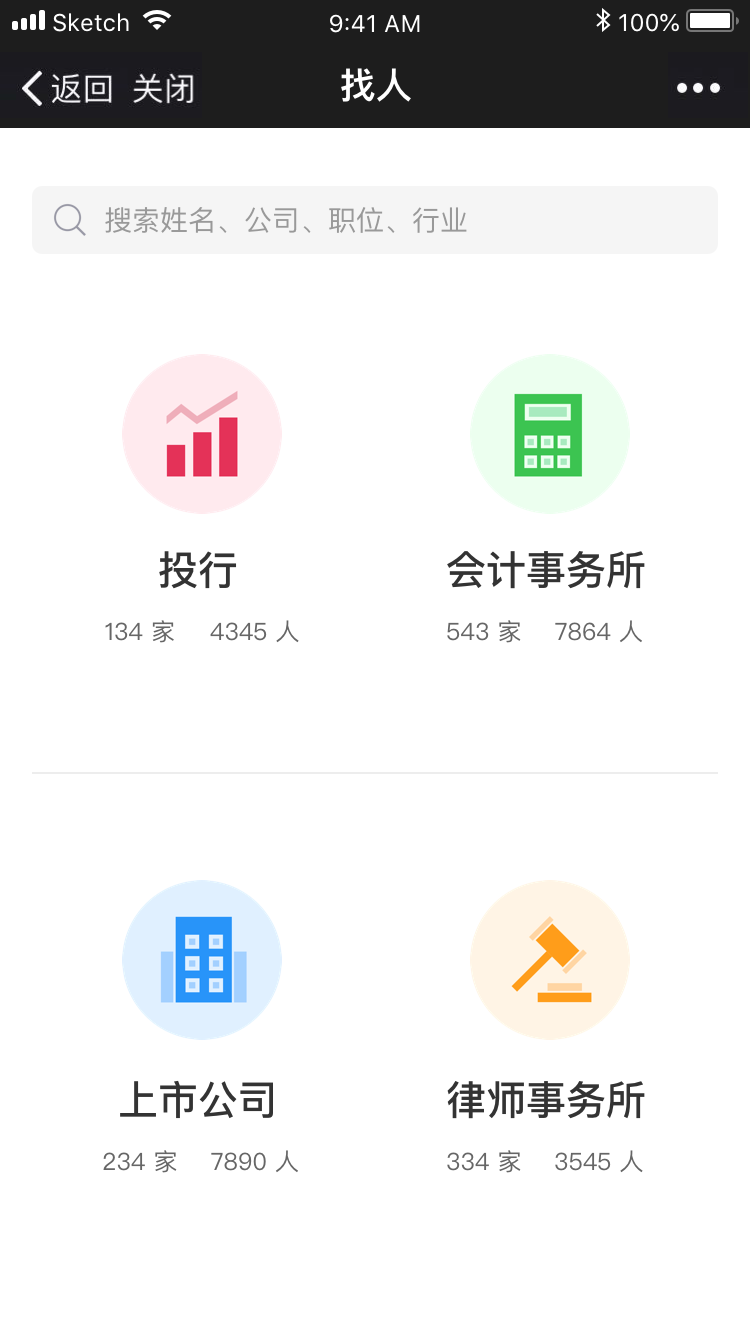 Sketch 9:41 AM 100%
返回 关闭 找人
搜索姓名、公司、职位、行业
投行 会计事务所
134 家 4345 人 543 家 7864 人
上市公司 律师事务所
234 家 7890 人 334 家 3545 人